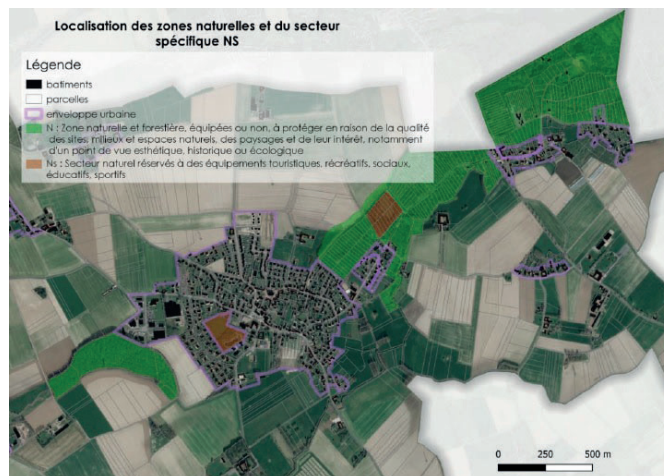 Localisation des zones naturelles et du secteur
spécifique NS
Légende
batiments
parcelles
enveloppe urbaine
N : Zone naturelle et forestière, équipées ou non, à protéger en raison de la qualité
des sites, milieux et espaces naturels, des paysages et de leur intérêt, notamment
d'un point de vue esthétique, historique ou écologique
Ns : Secteur naturel réservés à des équipements touristiques, récréatifs, sociaux,
éducatifs, sportifs
0 250 500 m